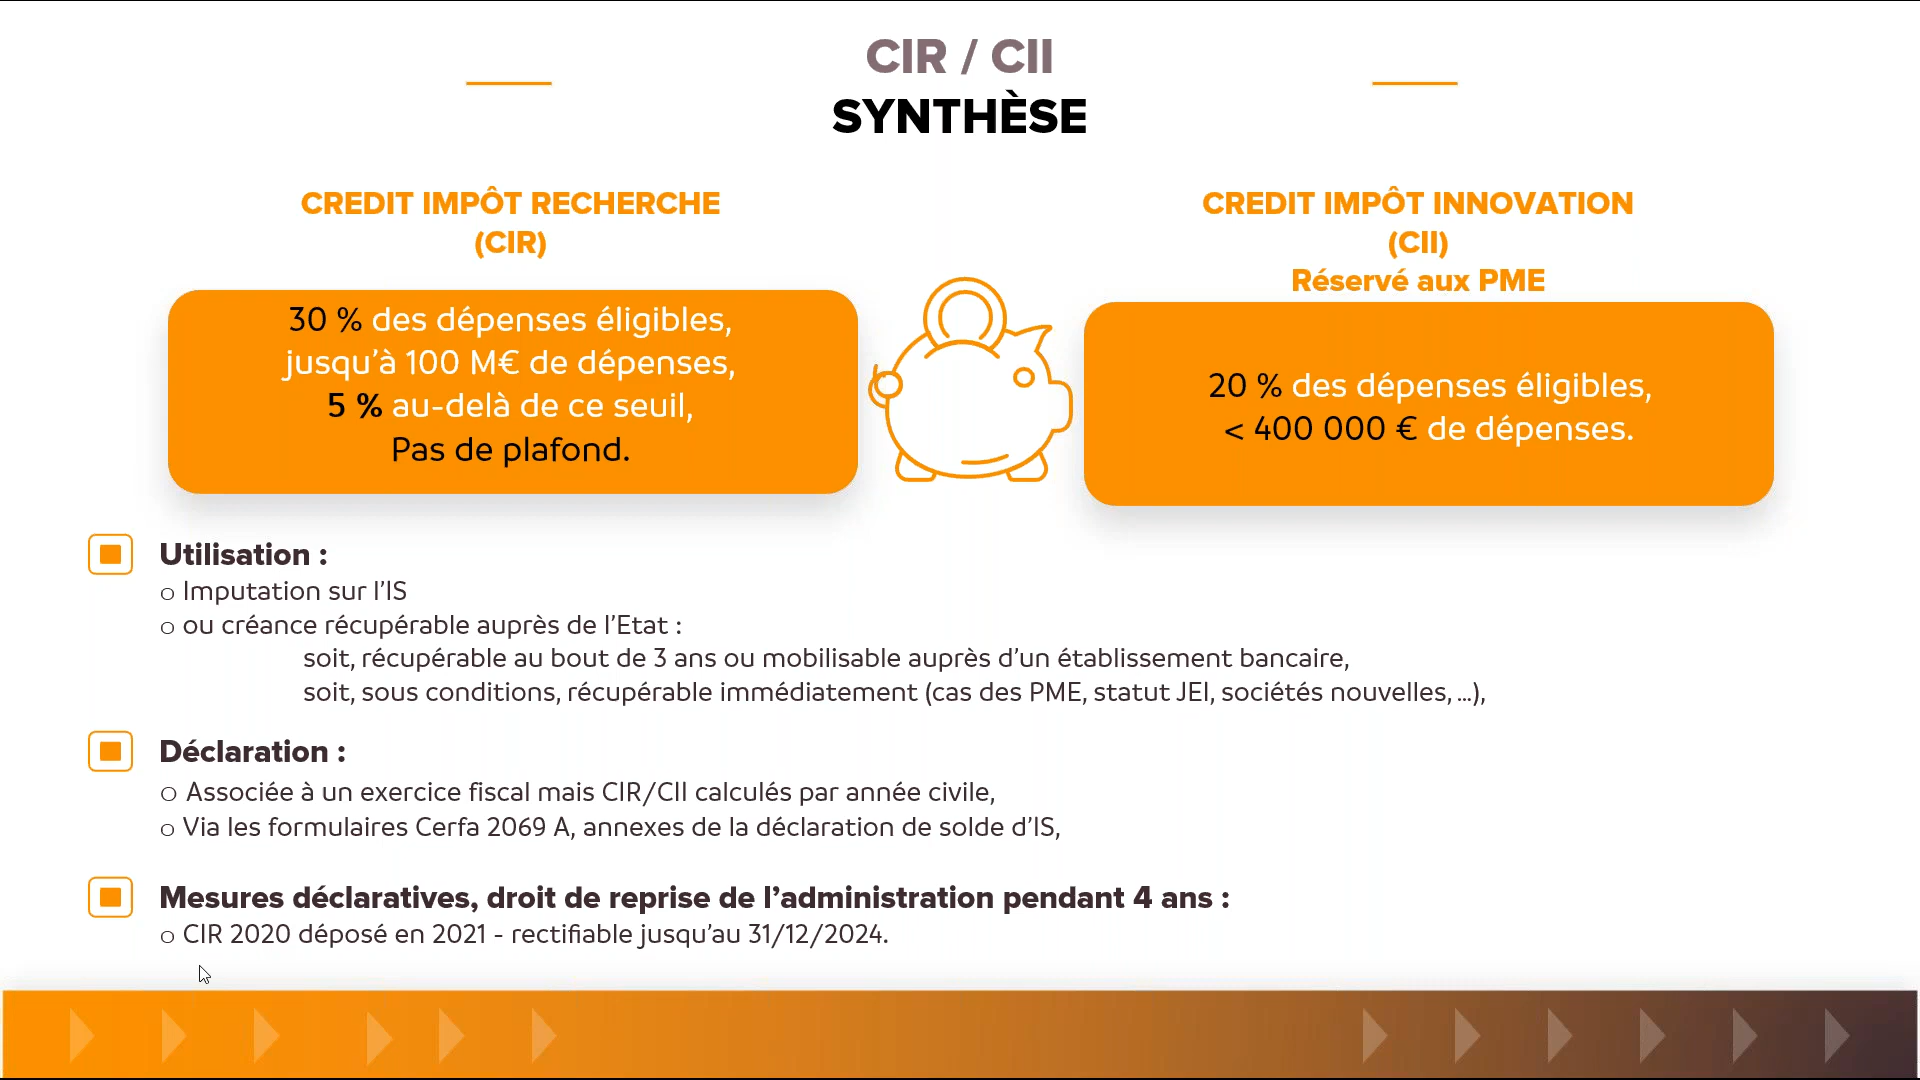 CIR / CII
SYNTHÈSE
CREDIT IMPÔT RECHERCHE
(CIR)
30 % des dépenses éligibles,
jusqu’à 100 M€ de dépenses,
5 % au-delà de ce seuil,
Pas de plafond.
CREDIT IMPÔT INNOVATION
(CII)
Réservé aux PME
20 % des dépenses éligibles,
< 400 000 € de dépenses.
Utilisation :
o Imputation sur l’IS
o ou créance récupérable auprès de l’Etat :
soit, récupérable au bout de 3 ans ou mobilisable auprès d’un établissement bancaire,
soit, sous conditions, récupérable immédiatement (cas des PME, statut JEI, sociétés nouvelles, ...),
Déclaration :
o Associée à un exercice fiscal mais CIR/CII calculés par année civile,
o Via les formulaires Cerfa 2069 A, annexes de la déclaration de solde d’IS,
Mesures déclaratives, droit de reprise de l’administration pendant 4 ans :
o CIR 2020 déposé en 2021 - rectifiable jusqu’au 31/12/2024.